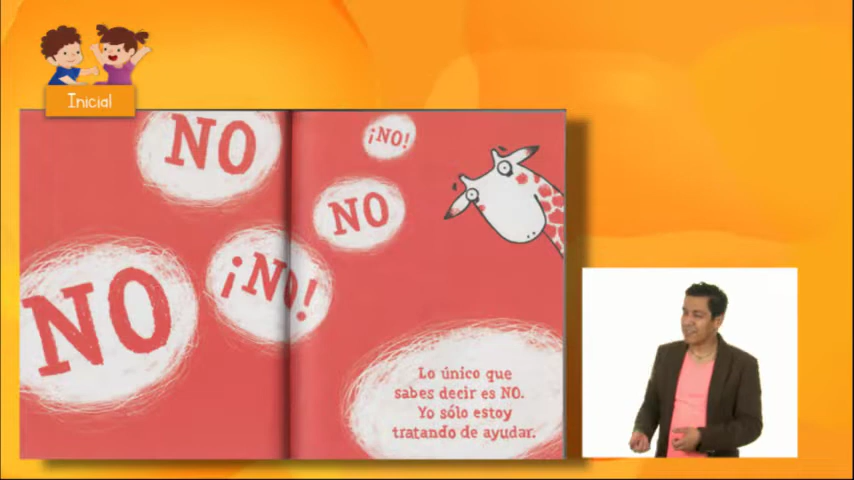 Inicial
NO
¡NO!
NO
¡NO!
NO
Lo único que
sabes decir es NO.
Yo sólo estoy
tratando de ayudar.